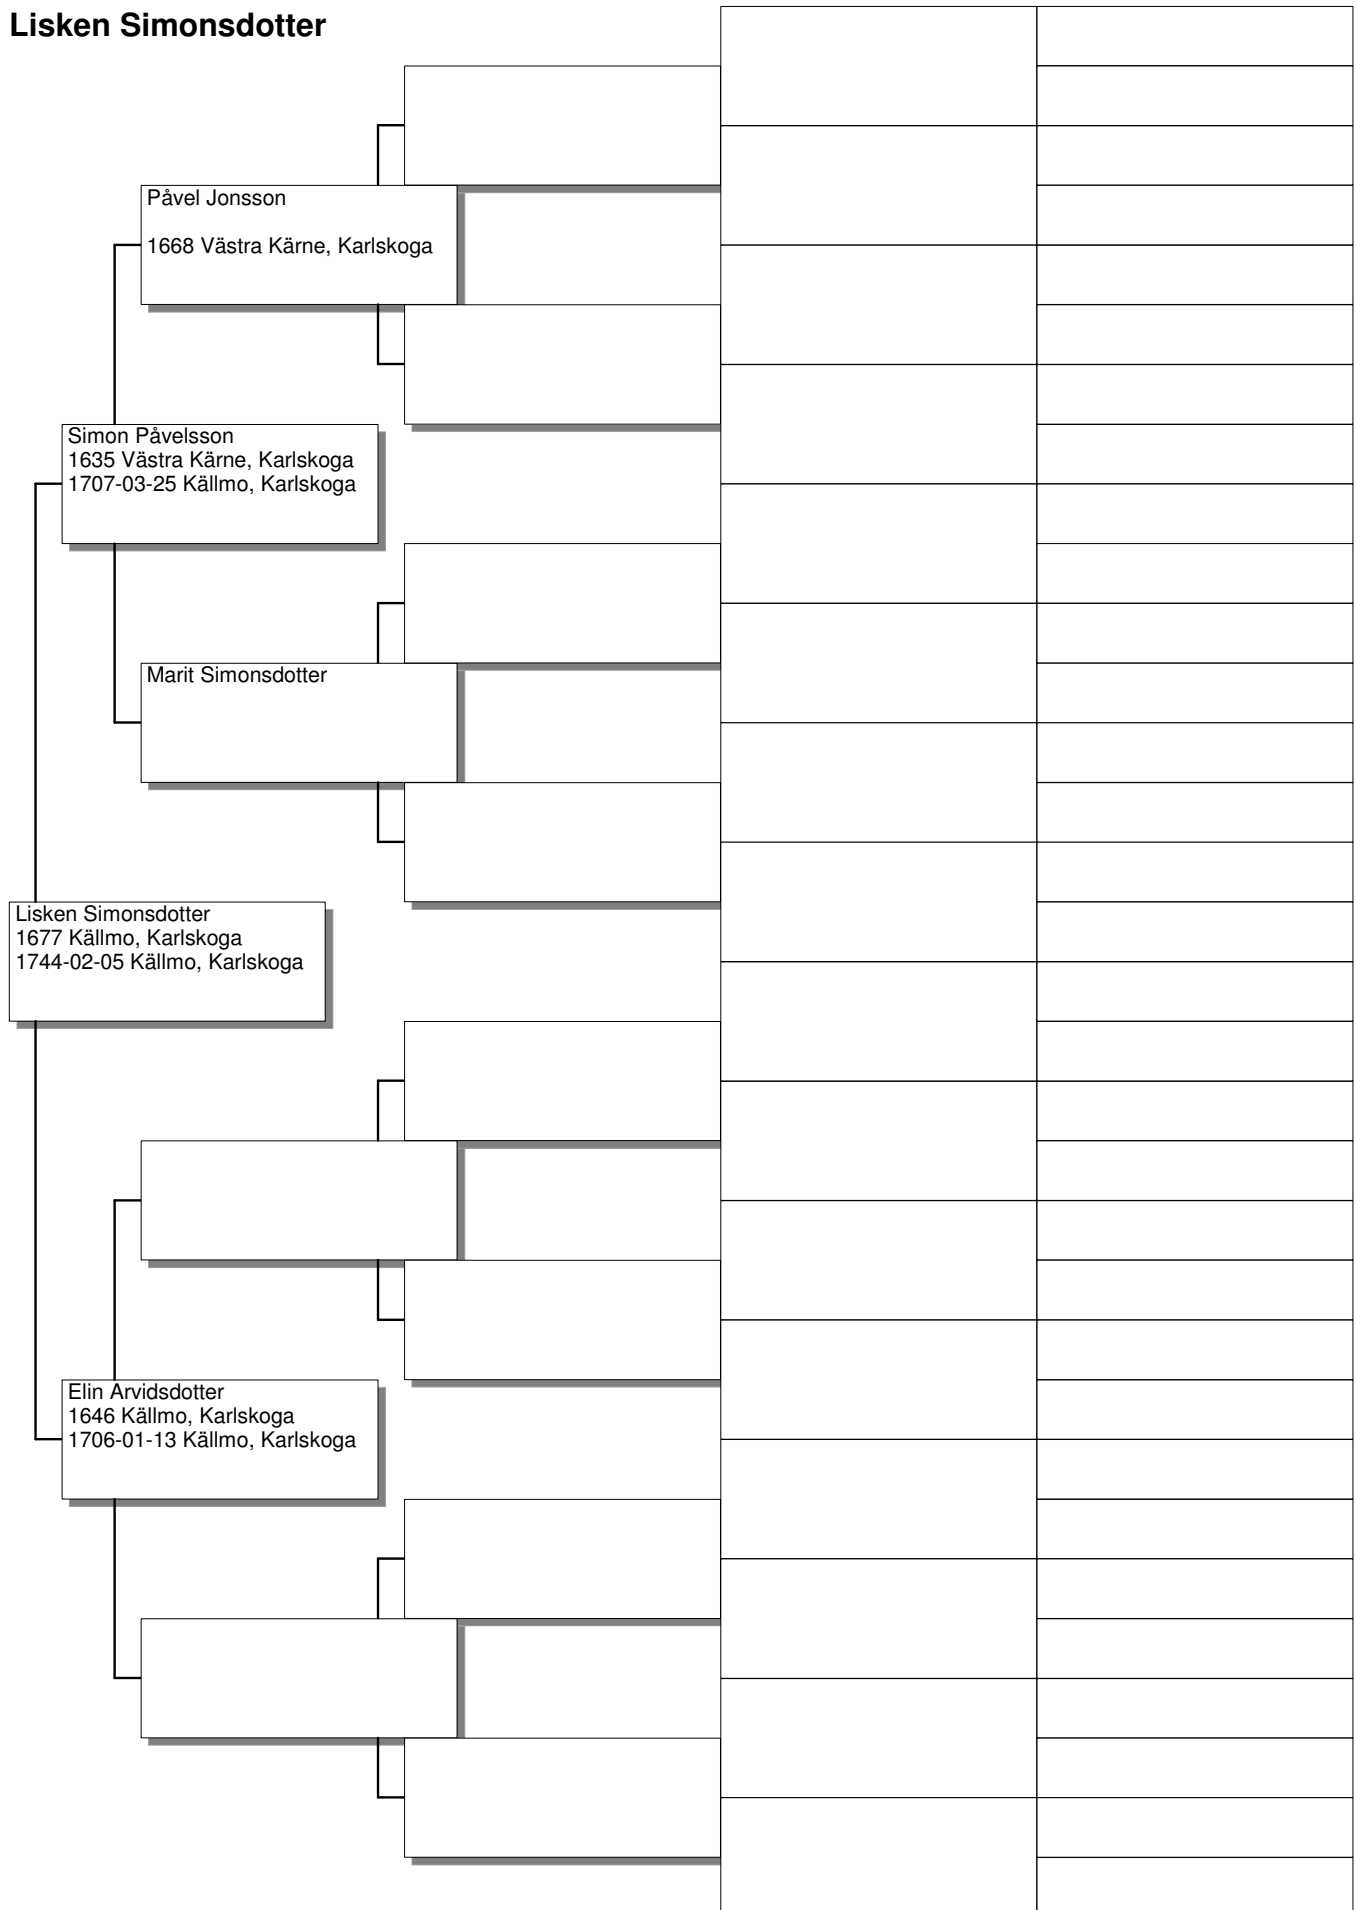 Lisken Simonsdotter
Påvel Jonsson
1668 Västra Kärne, Karlskoga
Simon Påvelsson
1635 Västra Kärne, Karlskoga
1707-03-25 Källmo, Karlskoga
Marit Simonsdotter
Lisken Simonsdotter
1677 Källmo, Karlskoga
1744-02-05 Källmo, Karlskoga
Elin Arvidsdotter
1646 Källmo, Karlskoga
1706-01-13 Källmo, Karlskoga